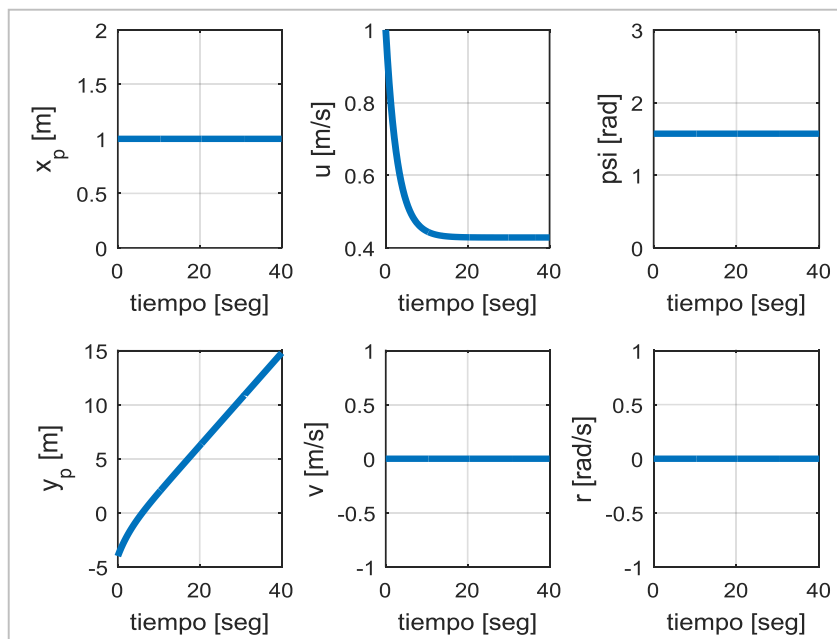 2
1.5
1
0.5
0
x_p [m]
0 20 40
tiempo [seg]
1
0.8
0.6
0.4
u [m/s]
0 20 40
tiempo [seg]
3
2
1
0
psi [rad]
0 20 40
tiempo [seg]
15
10
5
0
-5
y_p [m]
0 20 40
tiempo [seg]
1
0.5
0
-0.5
-1
v [m/s]
0 20 40
tiempo [seg]
1
0.5
0
-0.5
-1
r [rad/s]
0 20 40
tiempo [seg]